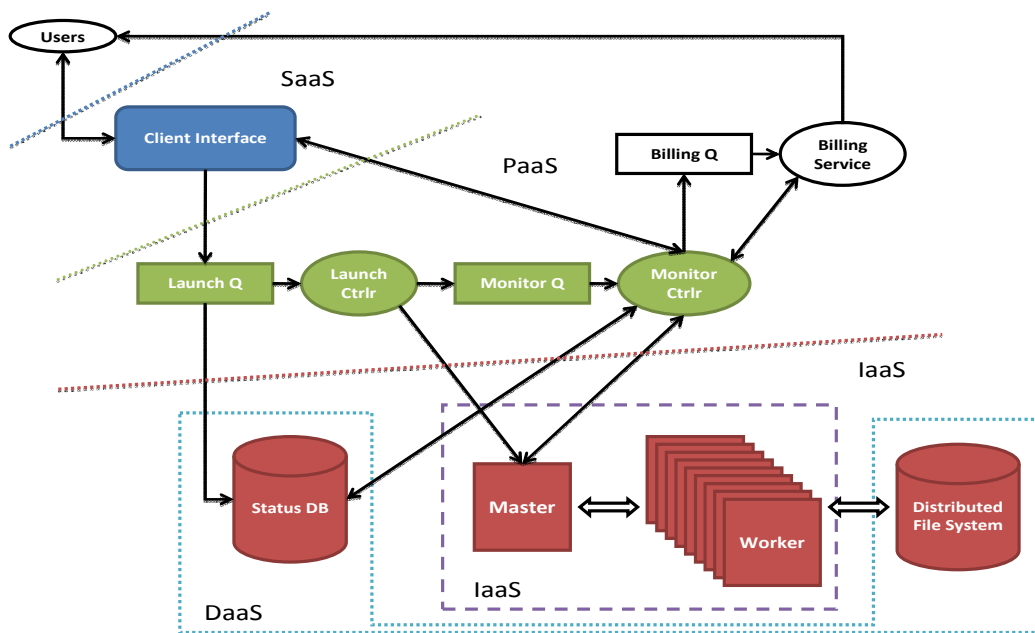 Users
SaaS
Client Interface
PaaS
Billing Q
Billing
Service
Launch Q
Launch
Ctrlr
Monitor Q
Monitor
Ctrlr
IaaS
Status DB
Master
Worker
Distributed
File System
DaaS
IaaS